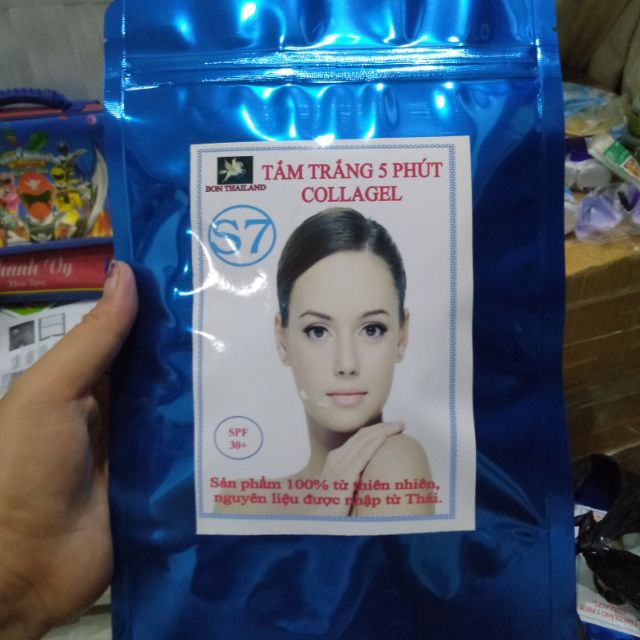 TẮM TRẮNG 5 PHÚT
COLLAGEL
BON THAILAND
S7
SPF
30+
Sản phẩm 100% từ thiên nhiên,
nguyên liệu được nhập từ Thái.